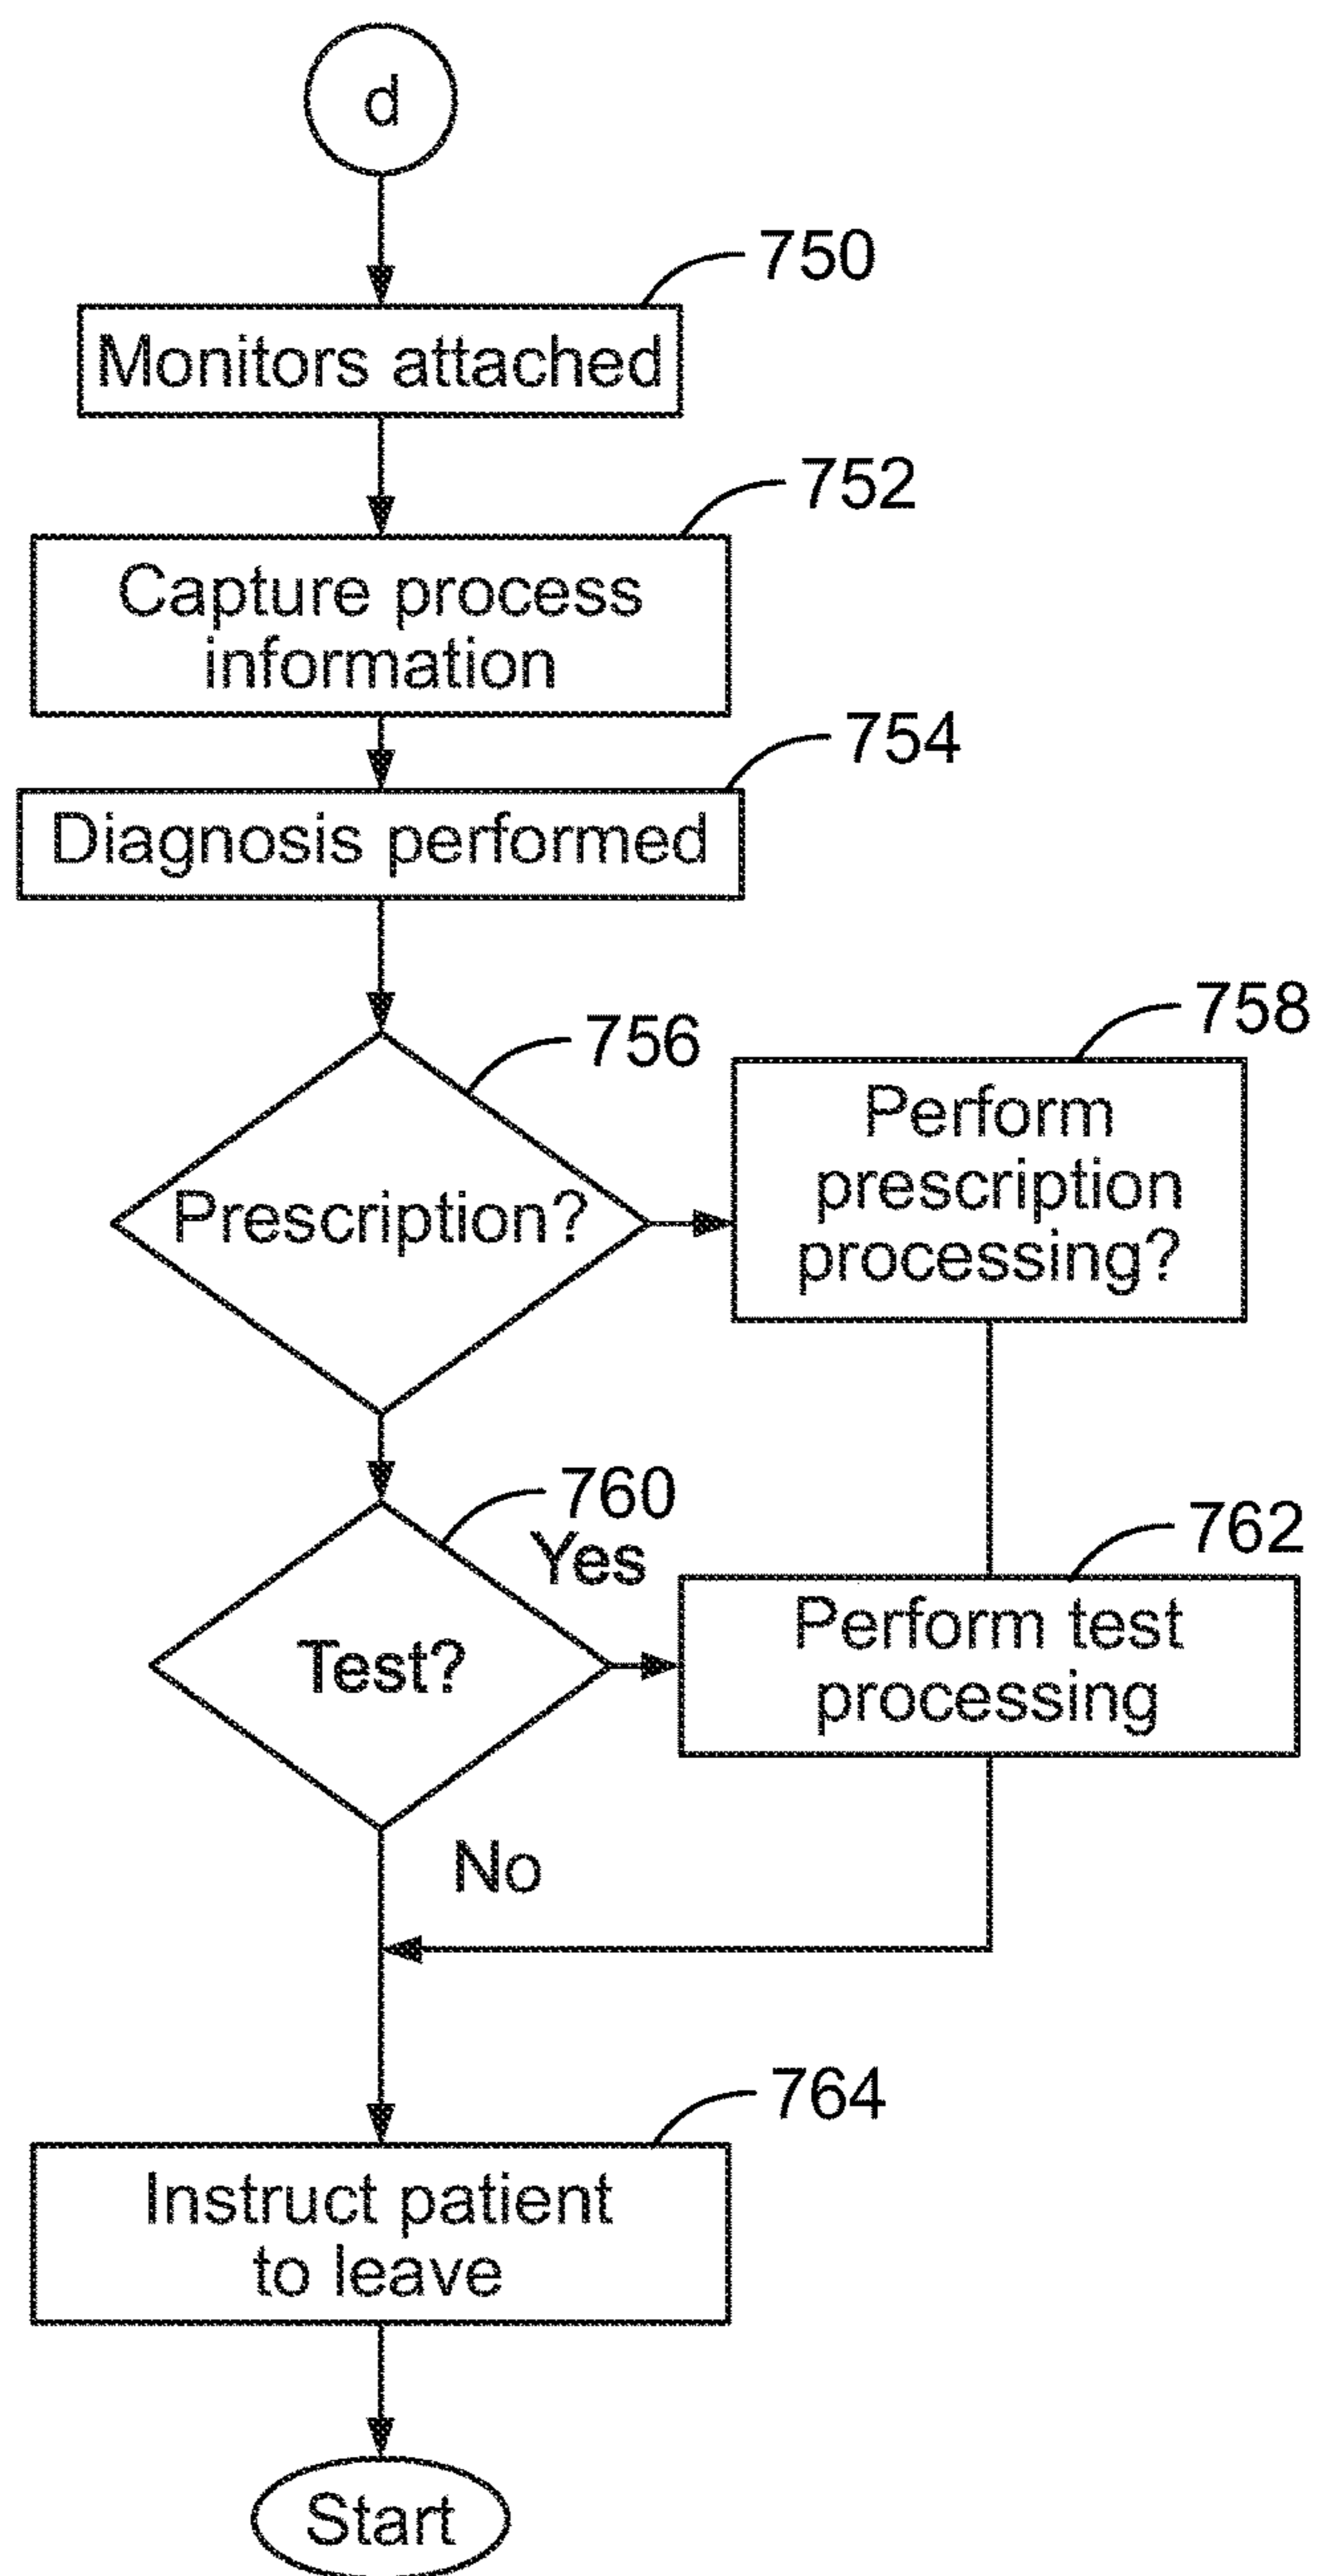 d
750
Monitors attached
752
Capture process
information
754
Diagnosis performed
756
Prescription?
758
Perform
prescription
processing?
760
Yes
Test?
762
Perform test
processing
No
764
Instruct patient
to leave
Start